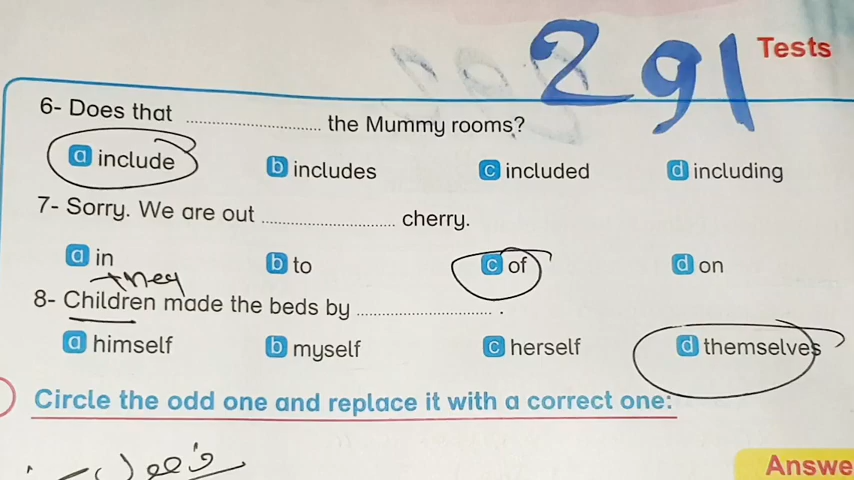 291
Tests
6- Does that .................... the Mummy rooms?
a include b includes c included d including
7- Sorry. We are out .................... cherry.
a in b to c of d on
they
8- Children made the beds by .................... .
a himself b myself c herself d themselves
Circle the odd one and replace it with a correct one:
Answe